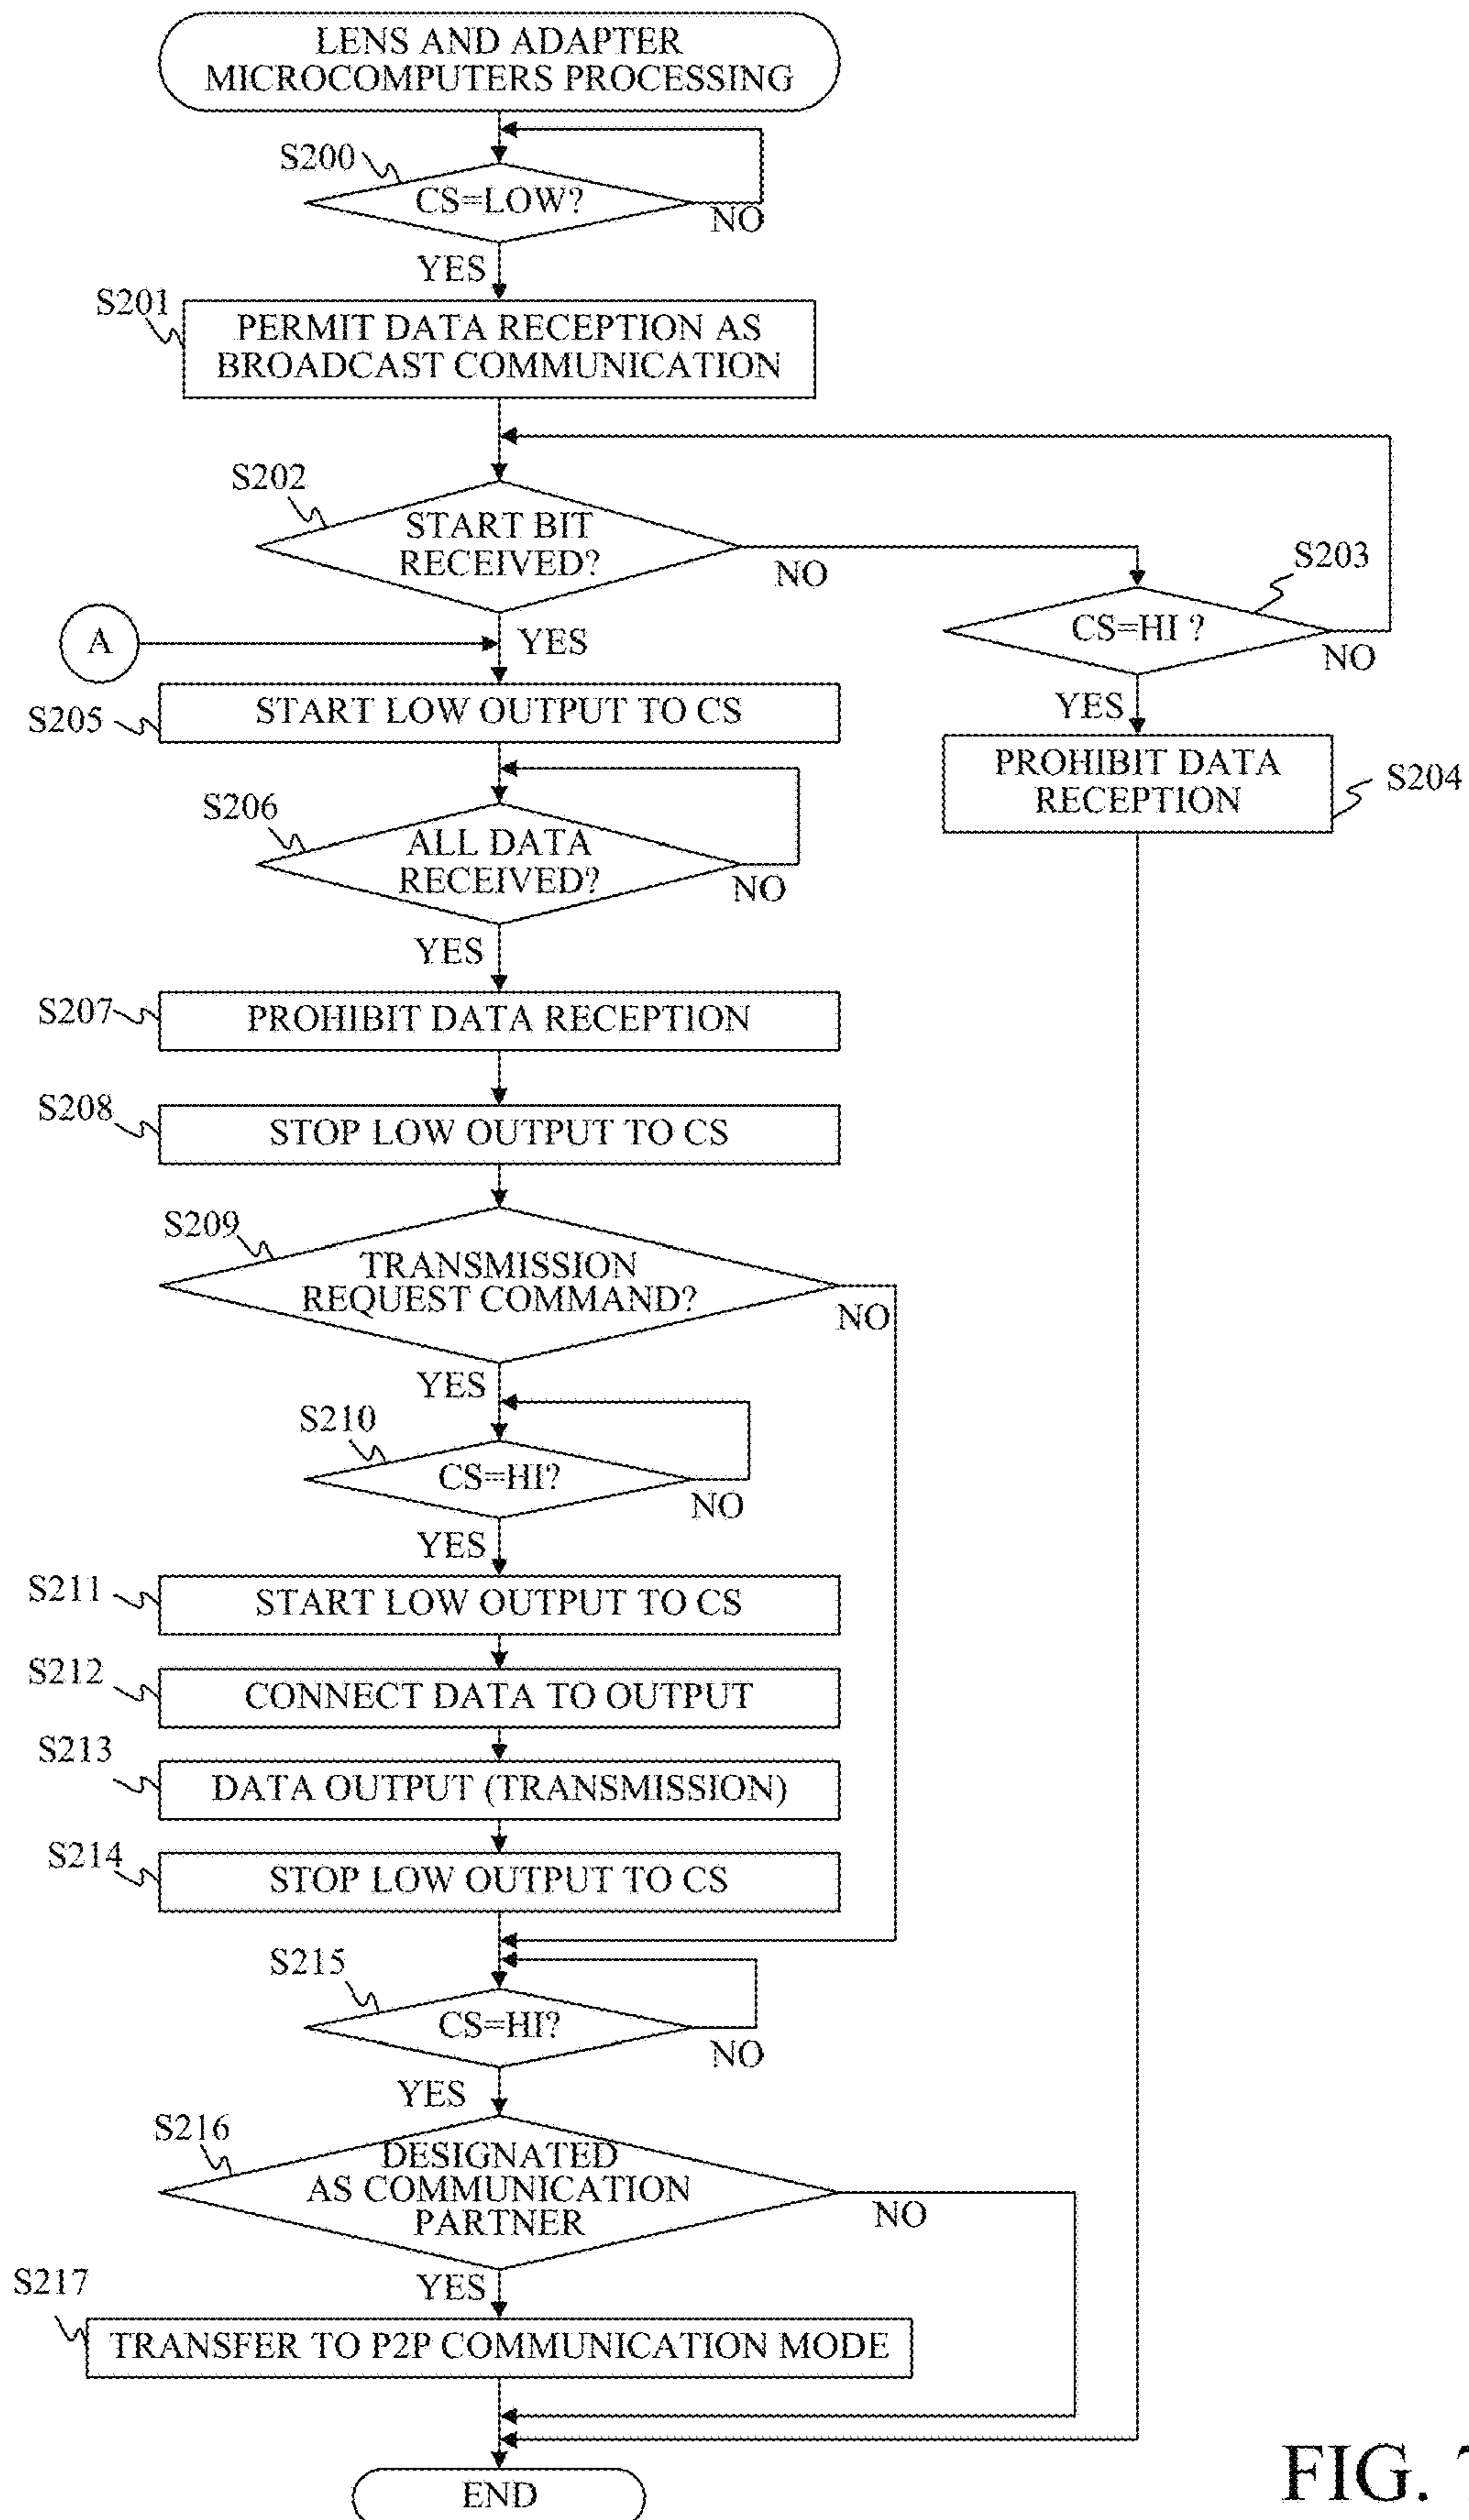 LENS AND ADAPTER
MICROCOMPUTERS PROCESSING
S200
CS=LOW?
NO
YES
S201
PERMIT DATA RECEPTION AS
BROADCAST COMMUNICATION
S202
START BIT
RECEIVED?
NO
S203
CS=HI ?
NO
A
YES
YES
S205
START LOW OUTPUT TO CS
PROHIBIT DATA
RECEPTION
S204
S206
ALL DATA
RECEIVED?
NO
YES
S207
PROHIBIT DATA RECEPTION
S208
STOP LOW OUTPUT TO CS
S209
TRANSMISSION
REQUEST COMMAND?
NO
YES
S210
CS=HI?
NO
YES
S211
START LOW OUTPUT TO CS
S212
CONNECT DATA TO OUTPUT
S213
DATA OUTPUT (TRANSMISSION)
S214
STOP LOW OUTPUT TO CS
S215
CS=HI?
NO
YES
S216
DESIGNATED
AS COMMUNICATION
PARTNER
NO
YES
S217
TRANSFER TO P2P COMMUNICATION MODE
END
FIG.